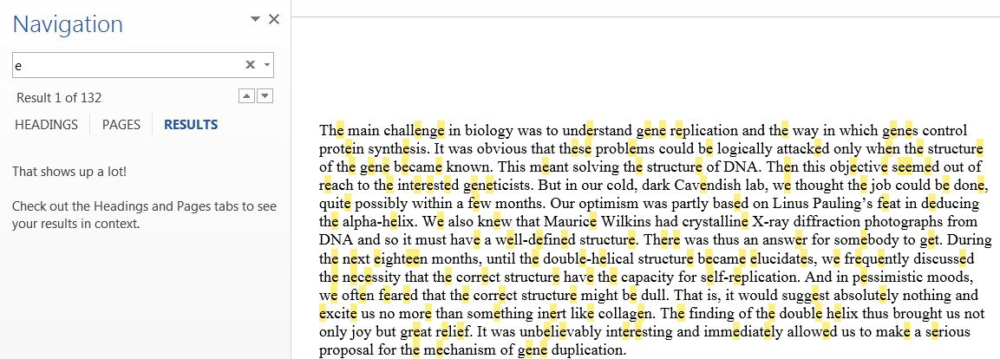 Navigation
e
Result 1 of 132
HEADINGS PAGES RESULTS
That shows up a lot!
Check out the Headings and Pages tabs to see
your results in context.
The main challenge in biology was to understand gene replication and the way in which genes control
protein synthesis. It was obvious that these problems could be logically attacked only when the structure
of the gene became known. This meant solving the structure of DNA. Then this objective seemed out of
reach to the interested geneticists. But in our cold, dark Cavendish lab, we thought the job could be done,
quite possibly within a few months. Our optimism was partly based on Linus Pauling’s feat in deducing
the alpha-helix. We also knew that Maurice Wilkins had crystalline X-ray diffraction photographs from
DNA and so it must have a well-defined structure. There was thus an answer for somebody to get. During
the next eighteen months, until the double-helical structure became elucidates, we frequently discussed
the necessity that the correct structure have the capacity for self-replication. And in pessimistic moods,
we often feared that the correct structure might be dull. That is, it would suggest absolutely nothing and
excite us no more than something inert like collagen. The finding of the double helix thus brought us not
only joy but great relief. It was unbelievably interesting and immediately allowed us to make a serious
proposal for the mechanism of gene duplication.